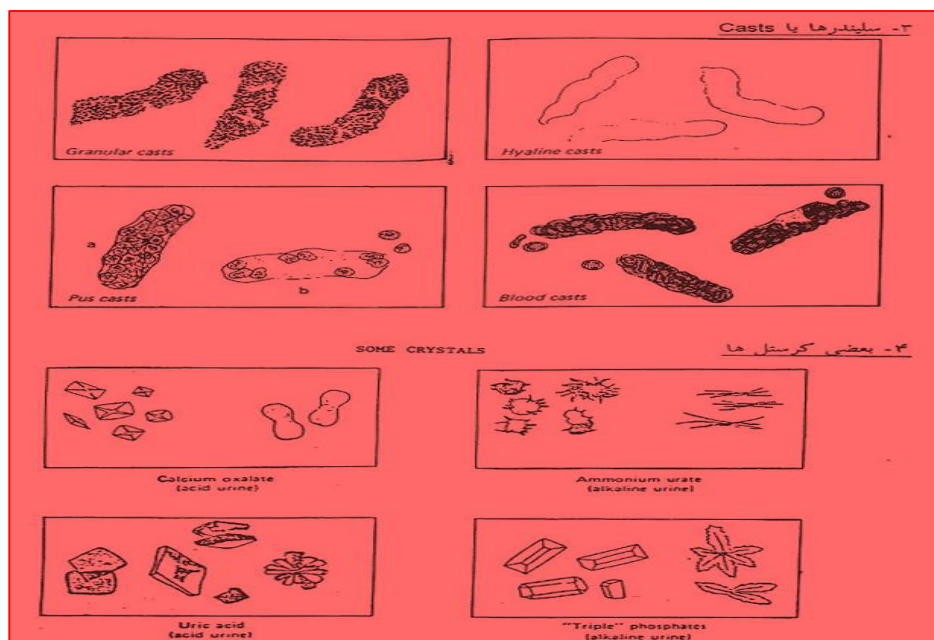 ۳- سلیندرها یا Casts
Granular casts
Hyaline casts
a
b
Pus casts
Blood casts
SOME CRYSTALS
۴- بعضی کرستل ها
Calcium oxalate
(acid urine)
Ammonium urate
(alkaline urine)
Uric acid
(acid urine)
"Triple" phosphates
(alkaline urine)